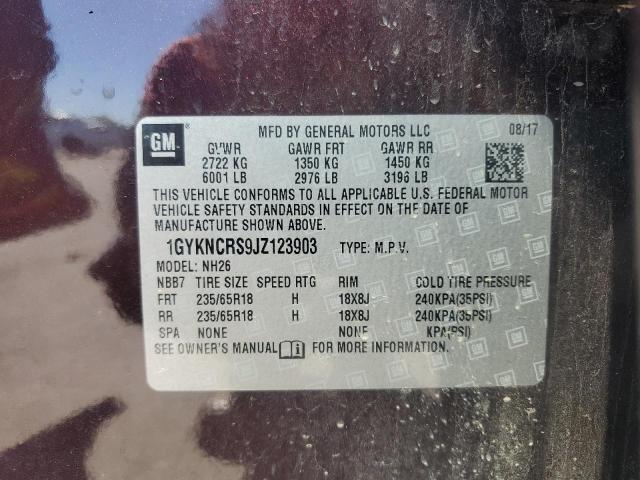 GM MFD BY GENERAL MOTORS LLC 08/17
GVWR GAWR FRT GAWR RR
2722 KG 1350 KG 1450 KG
6001 LB 2976 LB 3196 LB
THIS VEHICLE CONFORMS TO ALL APPLICABLE U.S. FEDERAL MOTOR
VEHICLE SAFETY STANDARDS IN EFFECT ON THE DATE OF
MANUFACTURE SHOWN ABOVE.
1GYKNCRS9JZ123903 TYPE: M.P.V.
MODEL: NH26
NBB7 TIRE SIZE SPEED RTG RIM COLD TIRE PRESSURE
FRT 235/65R18 H 18X8J 240KPA(35PSI)
RR 235/65R18 H 18X8J 240KPA(35PSI)
SPA NONE NONE KPA(PSI)
SEE OWNER'S MANUAL FOR MORE INFORMATION.